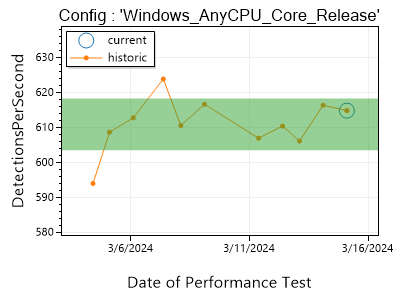 Config : 'Windows_AnyCPU_Core_Release'
current
historic
DetectionsPerSecond
630
620
610
600
590
580
3/6/2024
3/11/2024
3/16/2024
Date of Performance Test